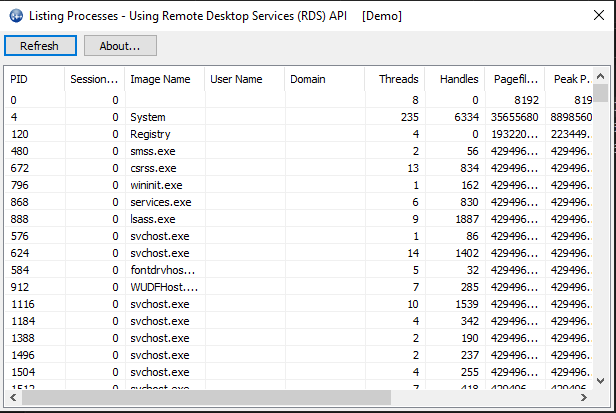 Listing Processes - Using Remote Desktop Services (RDS) API [Demo]
Refresh About...
PID Session... Image Name User Name Domain Threads Handles Pagefil... Peak P...
0 0 8 0 8192 819
4 0 System 235 6334 35655680 8898560
120 0 Registry 4 0 193220... 223449...
480 0 smss.exe 2 56 429496... 429496...
672 0 csrss.exe 13 834 429496... 429496...
796 0 wininit.exe 1 162 429496... 429496...
868 0 services.exe 6 830 429496... 429496...
888 0 lsass.exe 9 1887 429496... 429496...
576 0 svchost.exe 1 86 429496... 429496...
624 0 svchost.exe 14 1402 429496... 429496...
584 0 fontdrvhos... 5 32 429496... 429496...
912 0 WUDFHost.... 7 285 429496... 429496...
1116 0 svchost.exe 10 1539 429496... 429496...
1184 0 svchost.exe 4 342 429496... 429496...
1388 0 svchost.exe 2 190 429496... 429496...
1496 0 svchost.exe 2 237 429496... 429496...
1504 0 svchost.exe 4 255 429496... 429496...
1512 0 svchost.exe 7 418 429496... 429496...